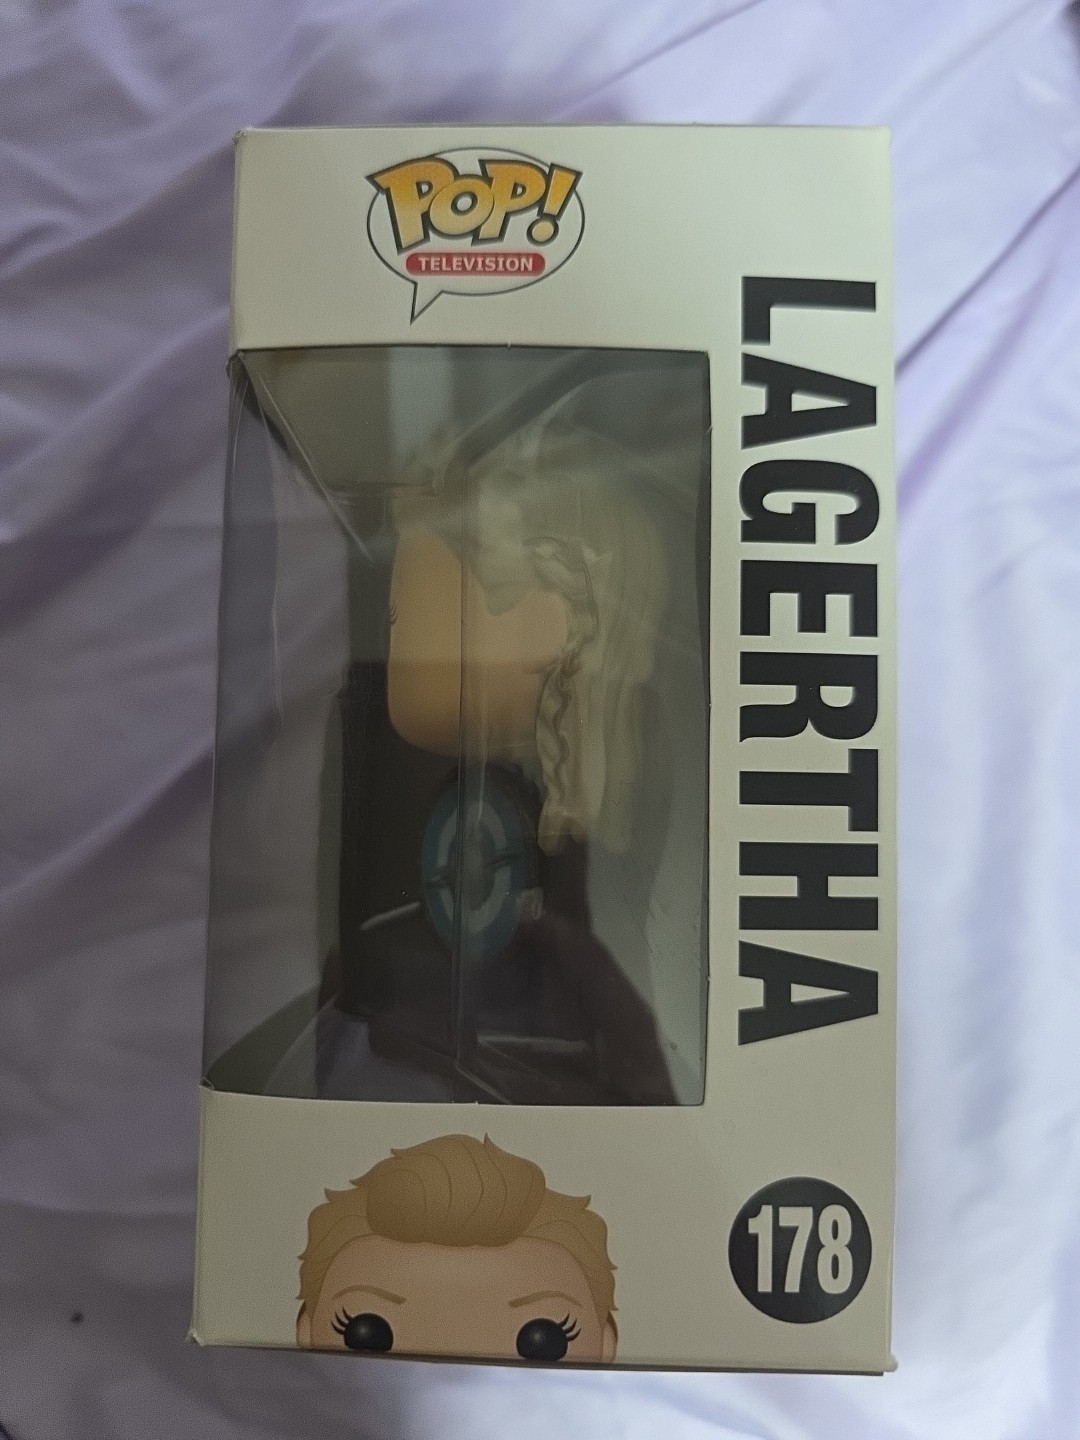 POP!
TELEVISION
LAGERTHA
178